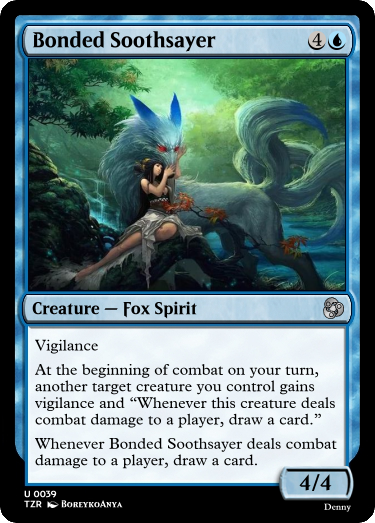 Bonded Soothsayer 4
Creature — Fox Spirit
Vigilance
At the beginning of combat on your turn,
another target creature you control gains
vigilance and “Whenever this creature deals
combat damage to a player, draw a card.”
Whenever Bonded Soothsayer deals combat
damage to a player, draw a card.
4/4
U 0039
TZR BoreykoAnya
Denny